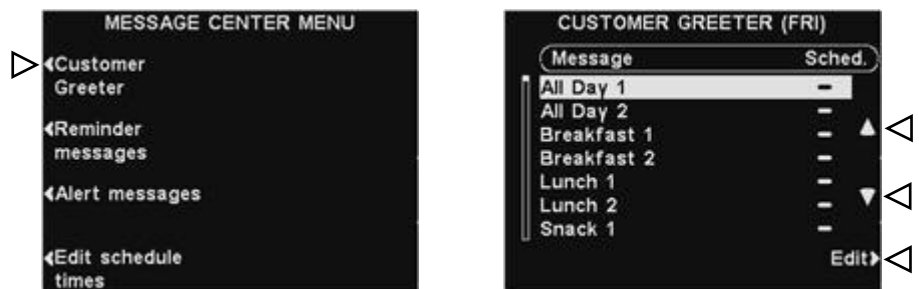 MESSAGE CENTER MENU
Customer
Greeter
Reminder
messages
Alert messages
Edit schedule
times
CUSTOMER GREETER (FRI)
Message Sched.
All Day 1 –
All Day 2 –
Breakfast 1 –
Breakfast 2 –
Lunch 1 –
Lunch 2 –
Snack 1 –
Edit